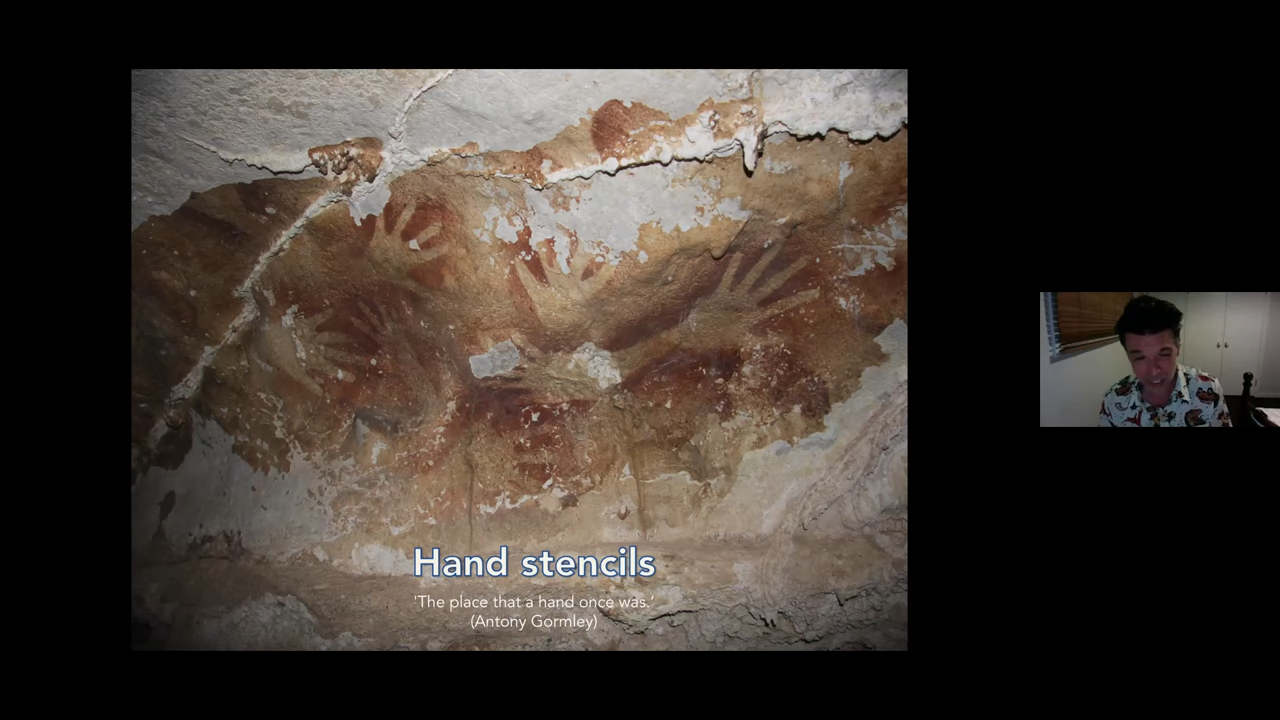 Hand stencils
'The place that a hand once was.'
(Antony Gormley)